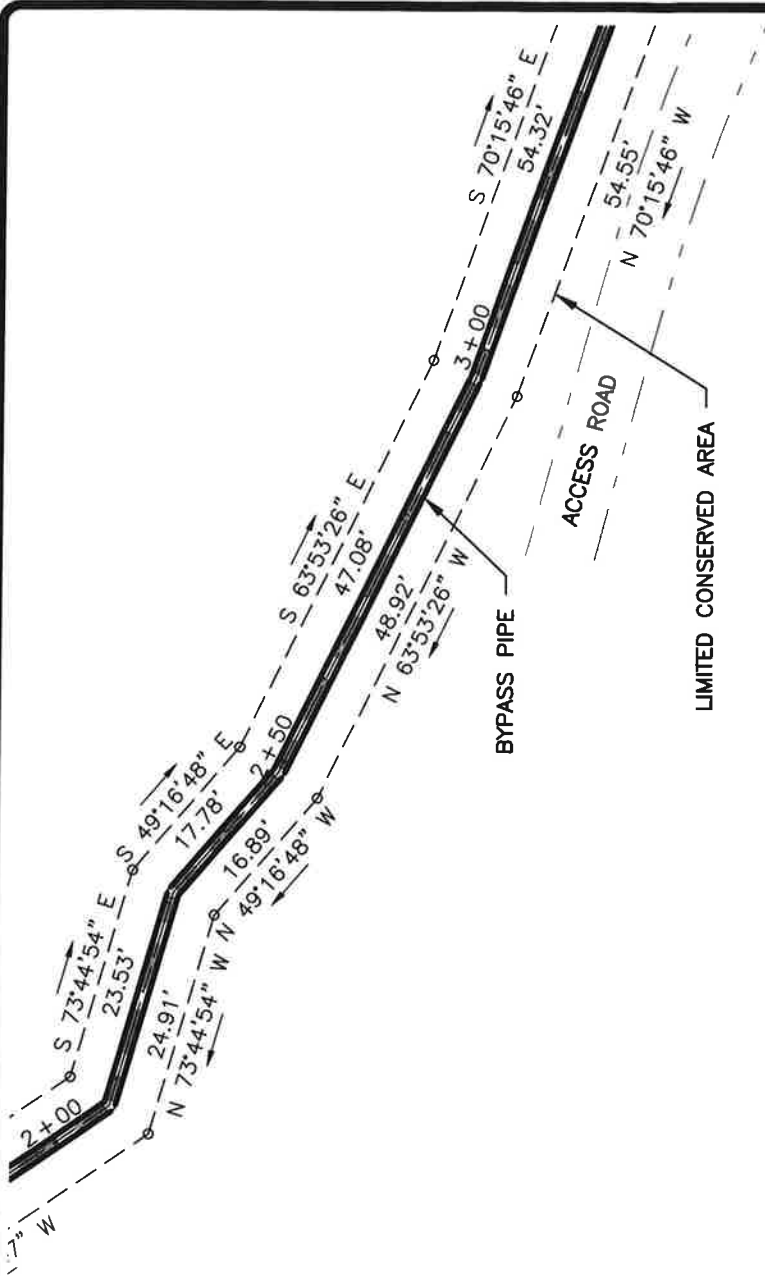 7" W
2 + 00
S 73°44'54" E
23.53'
24.91'
N 73°44'54" W
S 49°16'48" E
17.78'
16.89'
N 49°16'48" W
2 + 50
S 63°53'26" E
47.08'
48.92'
N 63°53'26" W
3 + 00
S 70°15'46" E
54.32'
54.55'
N 70°15'46" W
ACCESS ROAD
BYPASS PIPE
LIMITED CONSERVED AREA